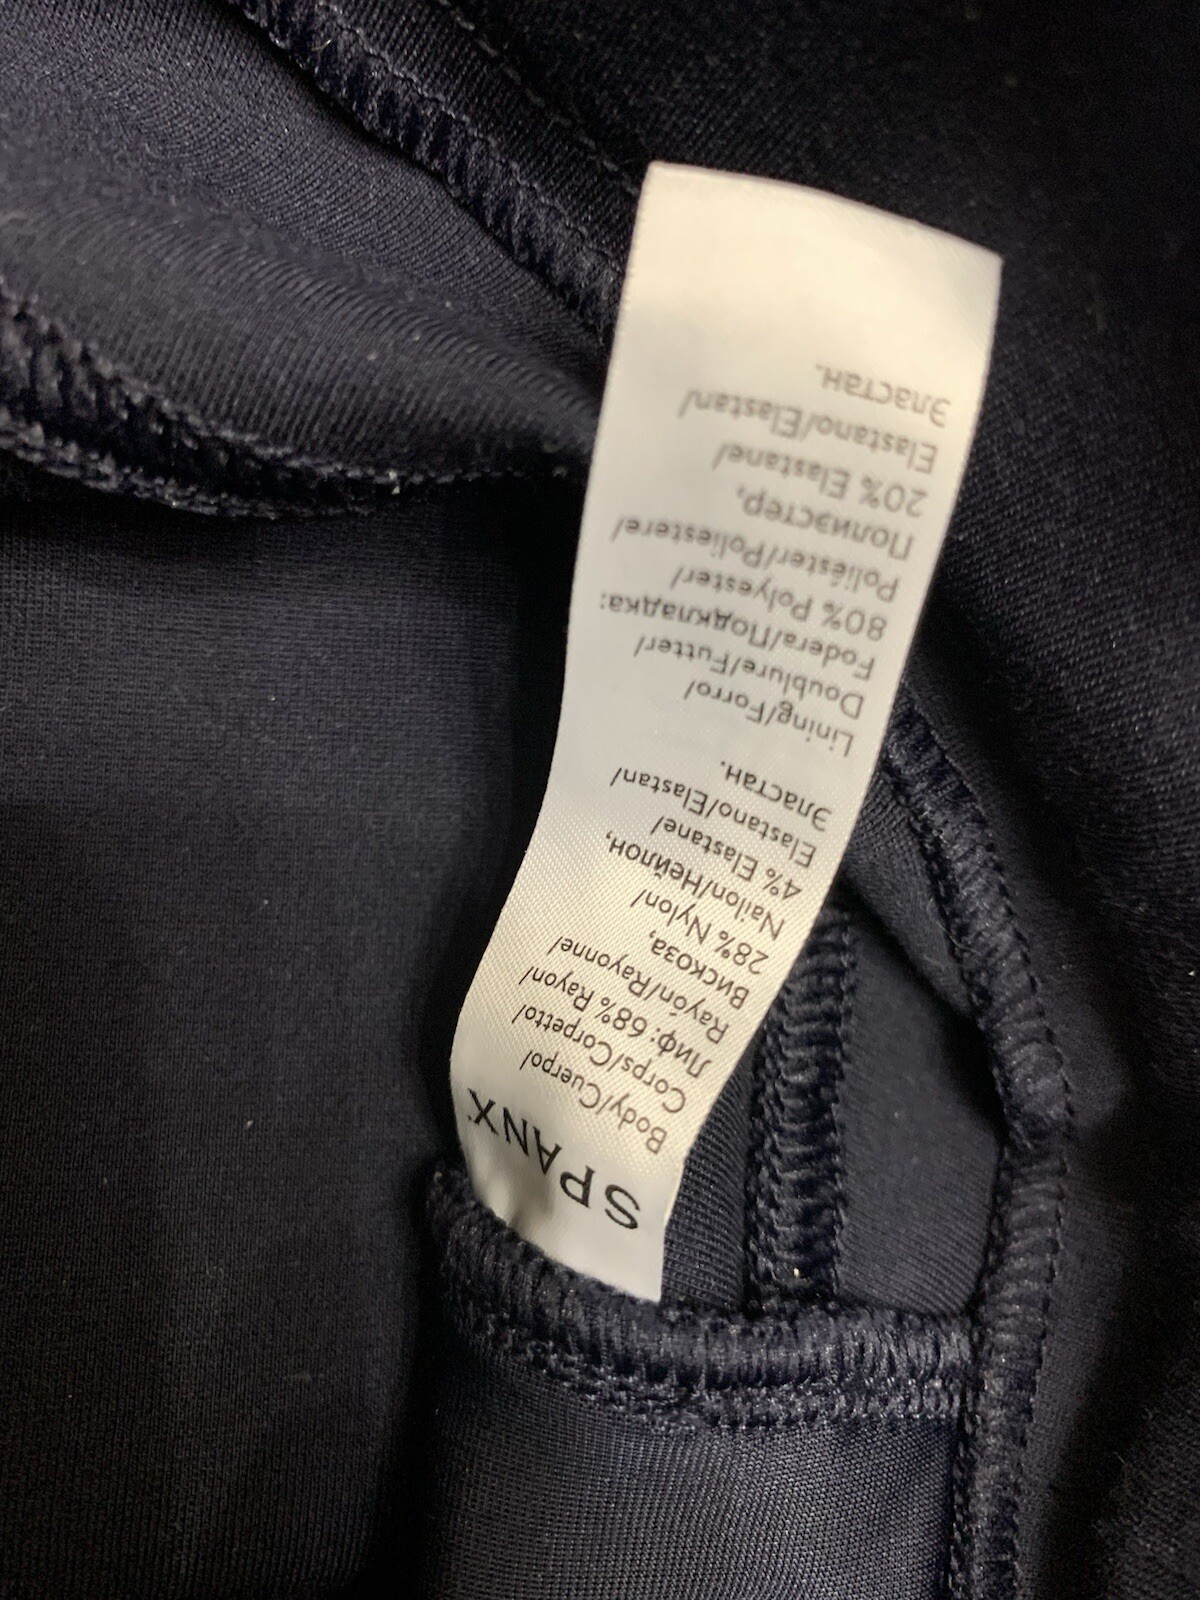 SPANX
Body/Cuerpo/
Corps/Corpetto/
Лиф: 68% Rayon/
Rayón/Rayonne/
Вискоза,
28% Nylon/
Nailon/Нейлон,
4% Elastane/
Elastano/Elastan/
Эластан.
Lining/Forro/
Doublure/Futter/
Fodera/Подкладка:
80% Polyester/
Poliéster/Poliestere/
Полиэстер,
20% Elastane/
Elastano/Elastan/
Эластан.